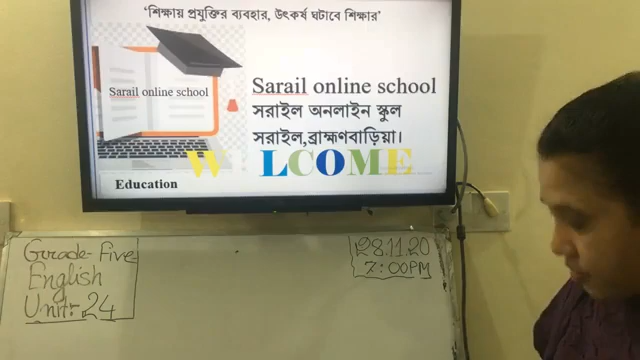 ‘শিক্ষায় প্রযুক্তির ব্যবহার, উৎকর্ষ ঘটাবে শিক্ষার’
Sarail online school
Sarail online school
সরাইল অনলাইন স্কুল
সরাইল,ব্রাহ্মণবাড়িয়া।
WELCOME
Education
Gurade- Five
English
Unit: 24
28.11.20
7:00PM